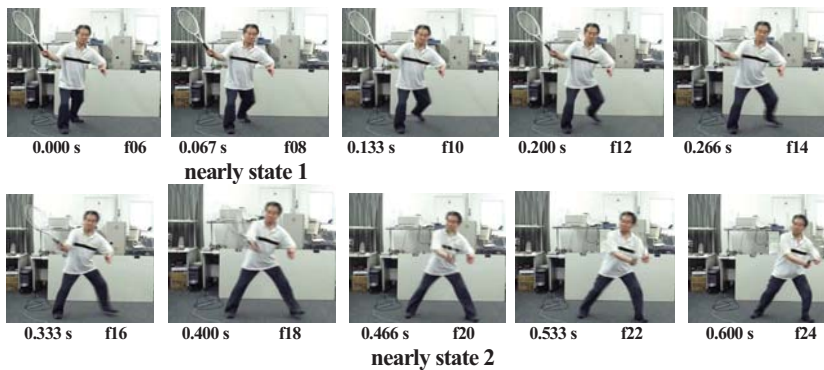 0.000 s f06 0.067 s f08 0.133 s f10 0.200 s f12 0.266 s f14
nearly state 1
0.333 s f16 0.400 s f18 0.466 s f20 0.533 s f22 0.600 s f24
nearly state 2